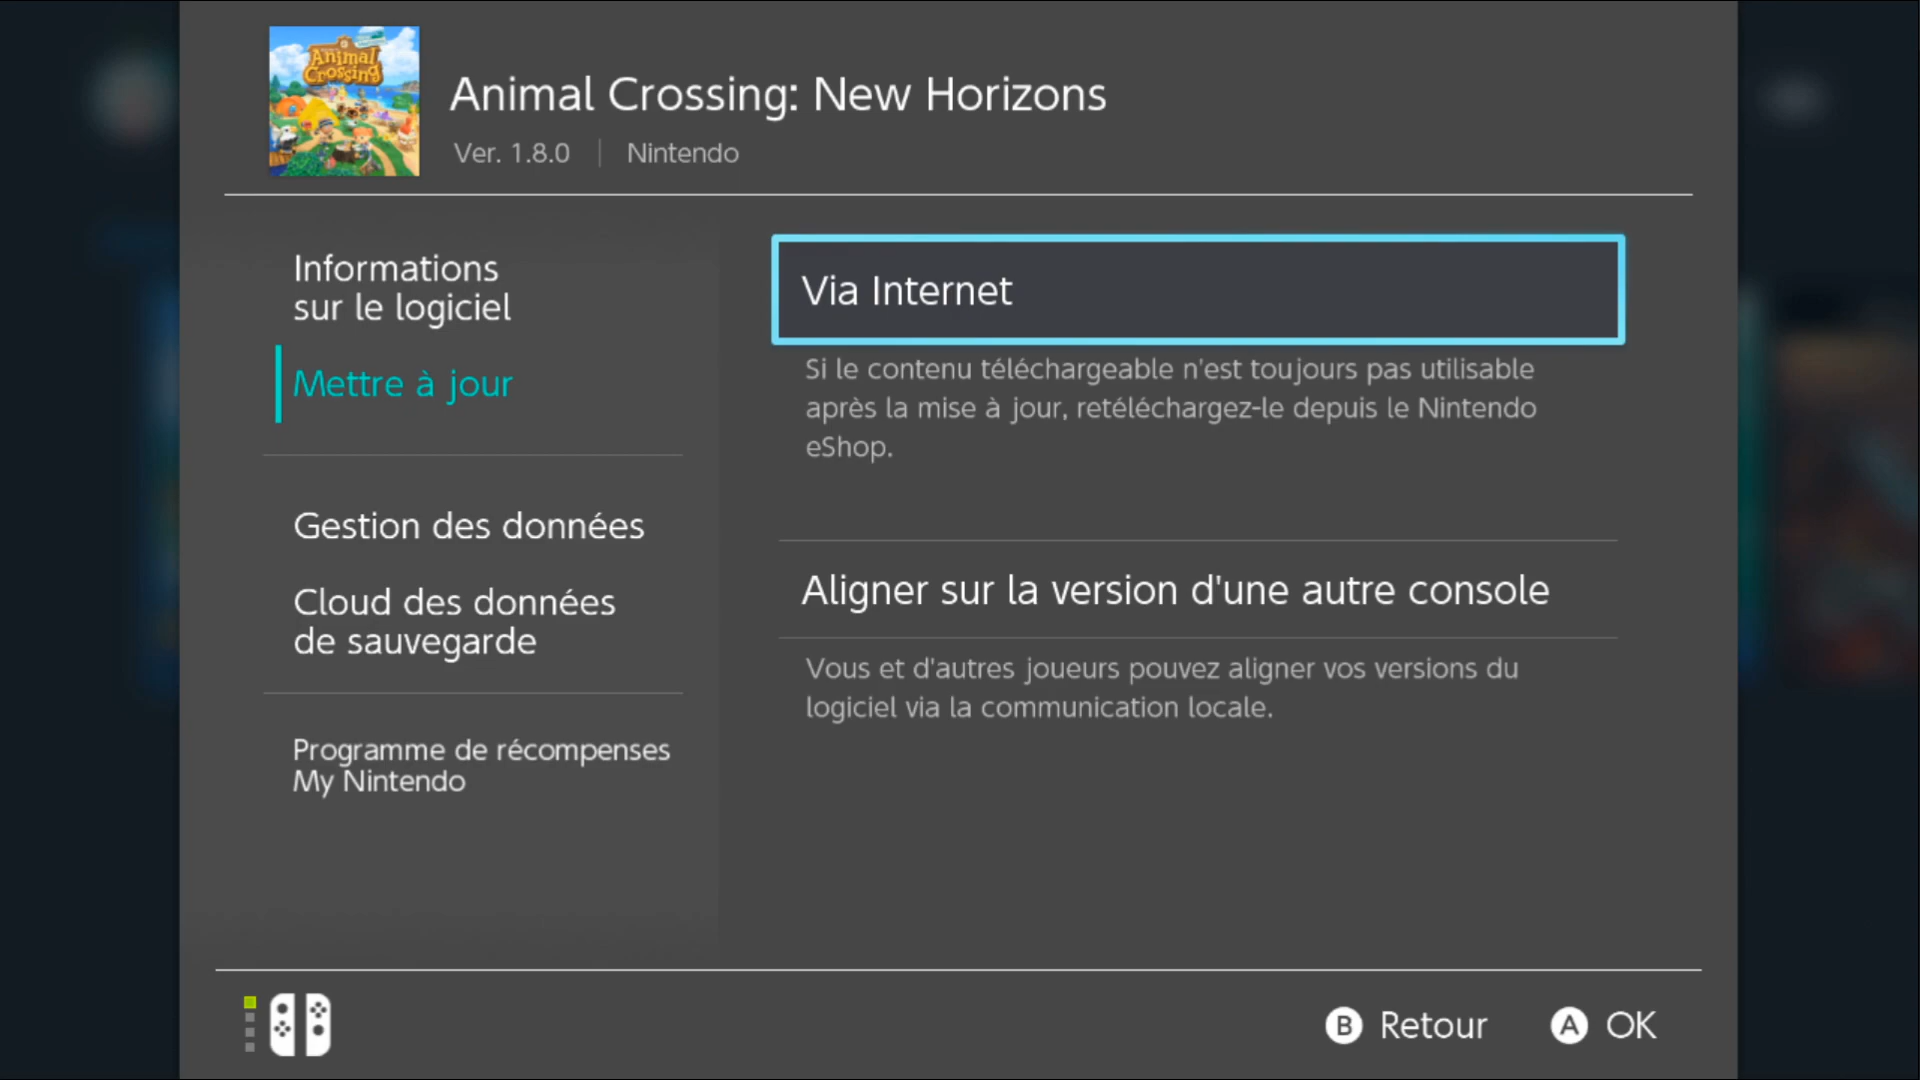 Animal
Crossing
Animal Crossing: New Horizons
Ver. 1.8.0
Nintendo
Informations
sur le logiciel
Mettre à jour
Gestion des données
Cloud des données
de sauvegarde
Programme de récompenses
My Nintendo
Via Internet
Si le contenu téléchargeable n'est toujours pas utilisable
après la mise à jour, retéléchargez-le depuis le Nintendo
eShop.
Aligner sur la version d'une autre console
Vous et d'autres joueurs pouvez aligner vos versions du
logiciel via la communication locale.
B Retour
A OK